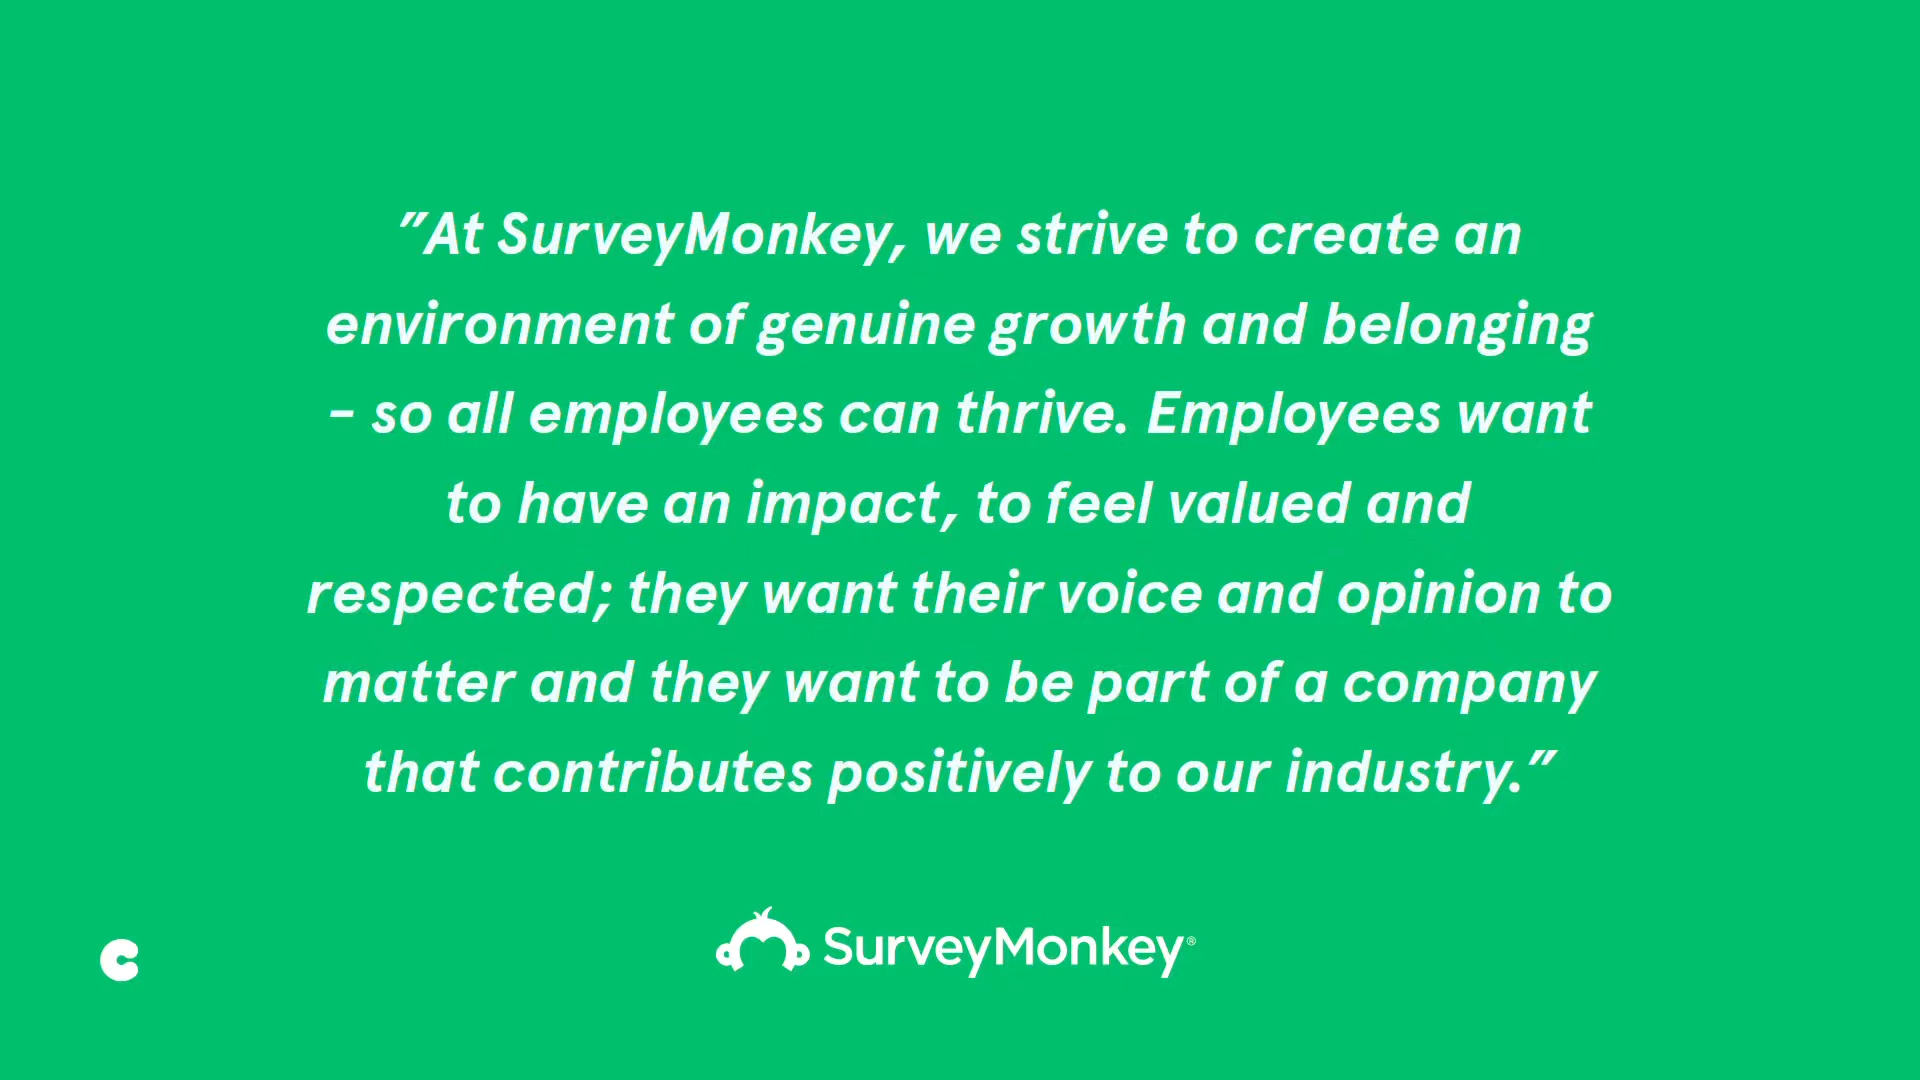 "At SurveyMonkey, we strive to create an
environment of genuine growth and belonging
– so all employees can thrive. Employees want
to have an impact, to feel valued and
respected; they want their voice and opinion to
matter and they want to be part of a company
that contributes positively to our industry."
SurveyMonkey®
c